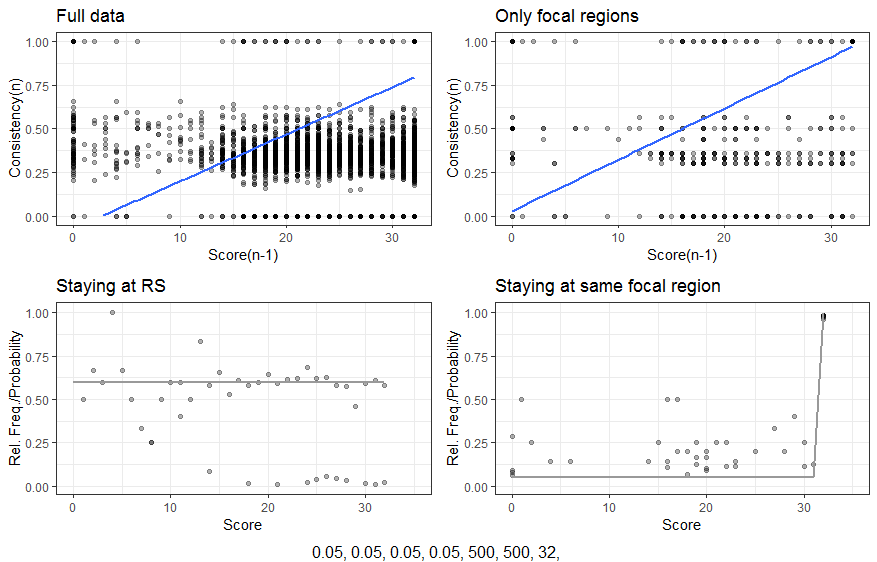 Full data
Only focal regions
Consistency(n)
1.00
0.75
0.50
0.25
0.00
0
10
20
30
Score(n-1)
Consistency(n)
1.00
0.75
0.50
0.25
0.00
0
10
20
30
Score(n-1)
Staying at RS
Staying at same focal region
Rel. Freq./Probability
1.00
0.75
0.50
0.25
0.00
0
10
20
30
Score
Rel. Freq./Probability
1.00
0.75
0.50
0.25
0.00
0
10
20
30
Score
0.05, 0.05, 0.05, 0.05, 500, 500, 32,